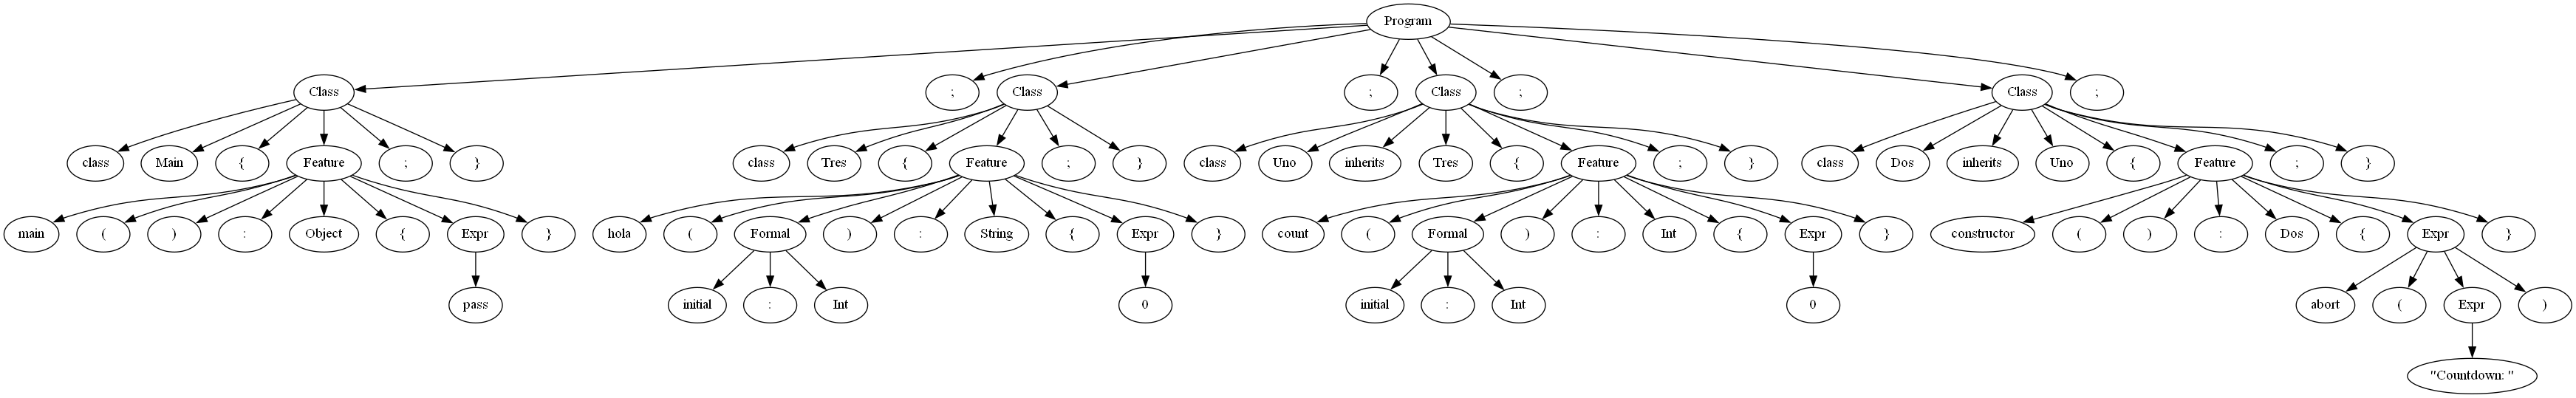 Program
Class ; Class ; Class ; Class ;
class Main { Feature ; } class Tres { Feature ; } class Uno inherits Tres { Feature ; } class Dos inherits Uno { Feature ; }
main ( ) : Object { Expr } hola ( Formal ) : String { Expr } count ( Formal ) : Int { Expr } constructor ( ) : Dos { Expr }
pass initial : Int 0 initial : Int 0 abort ( Expr )
"Countdown: "